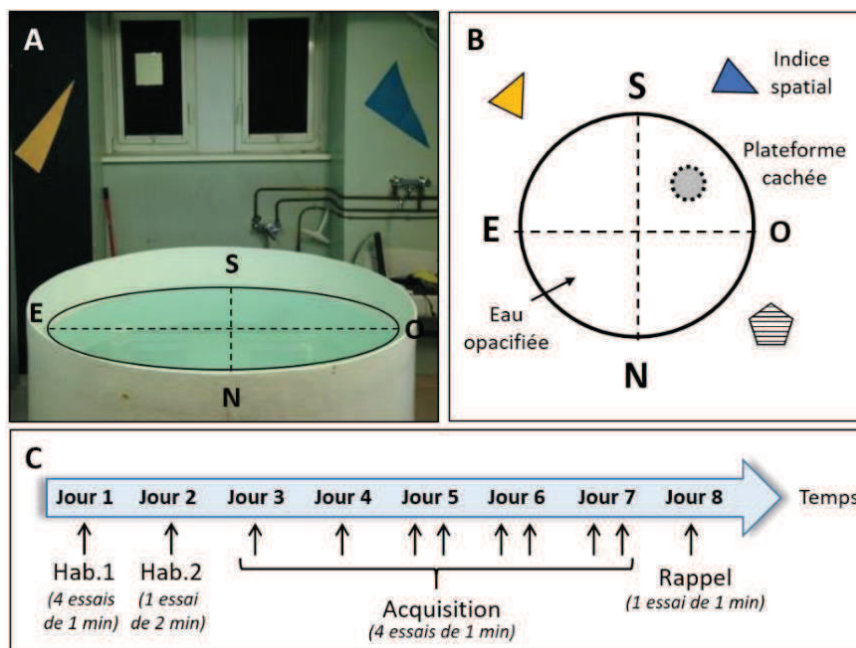 A
S
E
O
N
B
Indice
spatial
S
Plateforme
cachée
E
O
Eau
opacifiée
N
C
Jour 1 Jour 2 Jour 3 Jour 4 Jour 5 Jour 6 Jour 7 Jour 8 Temps
Hab.1 Hab.2 Rappel
(4 essais (1 essai Acquisition (1 essai de 1 min)
de 1 min) de 2 min) (4 essais de 1 min)